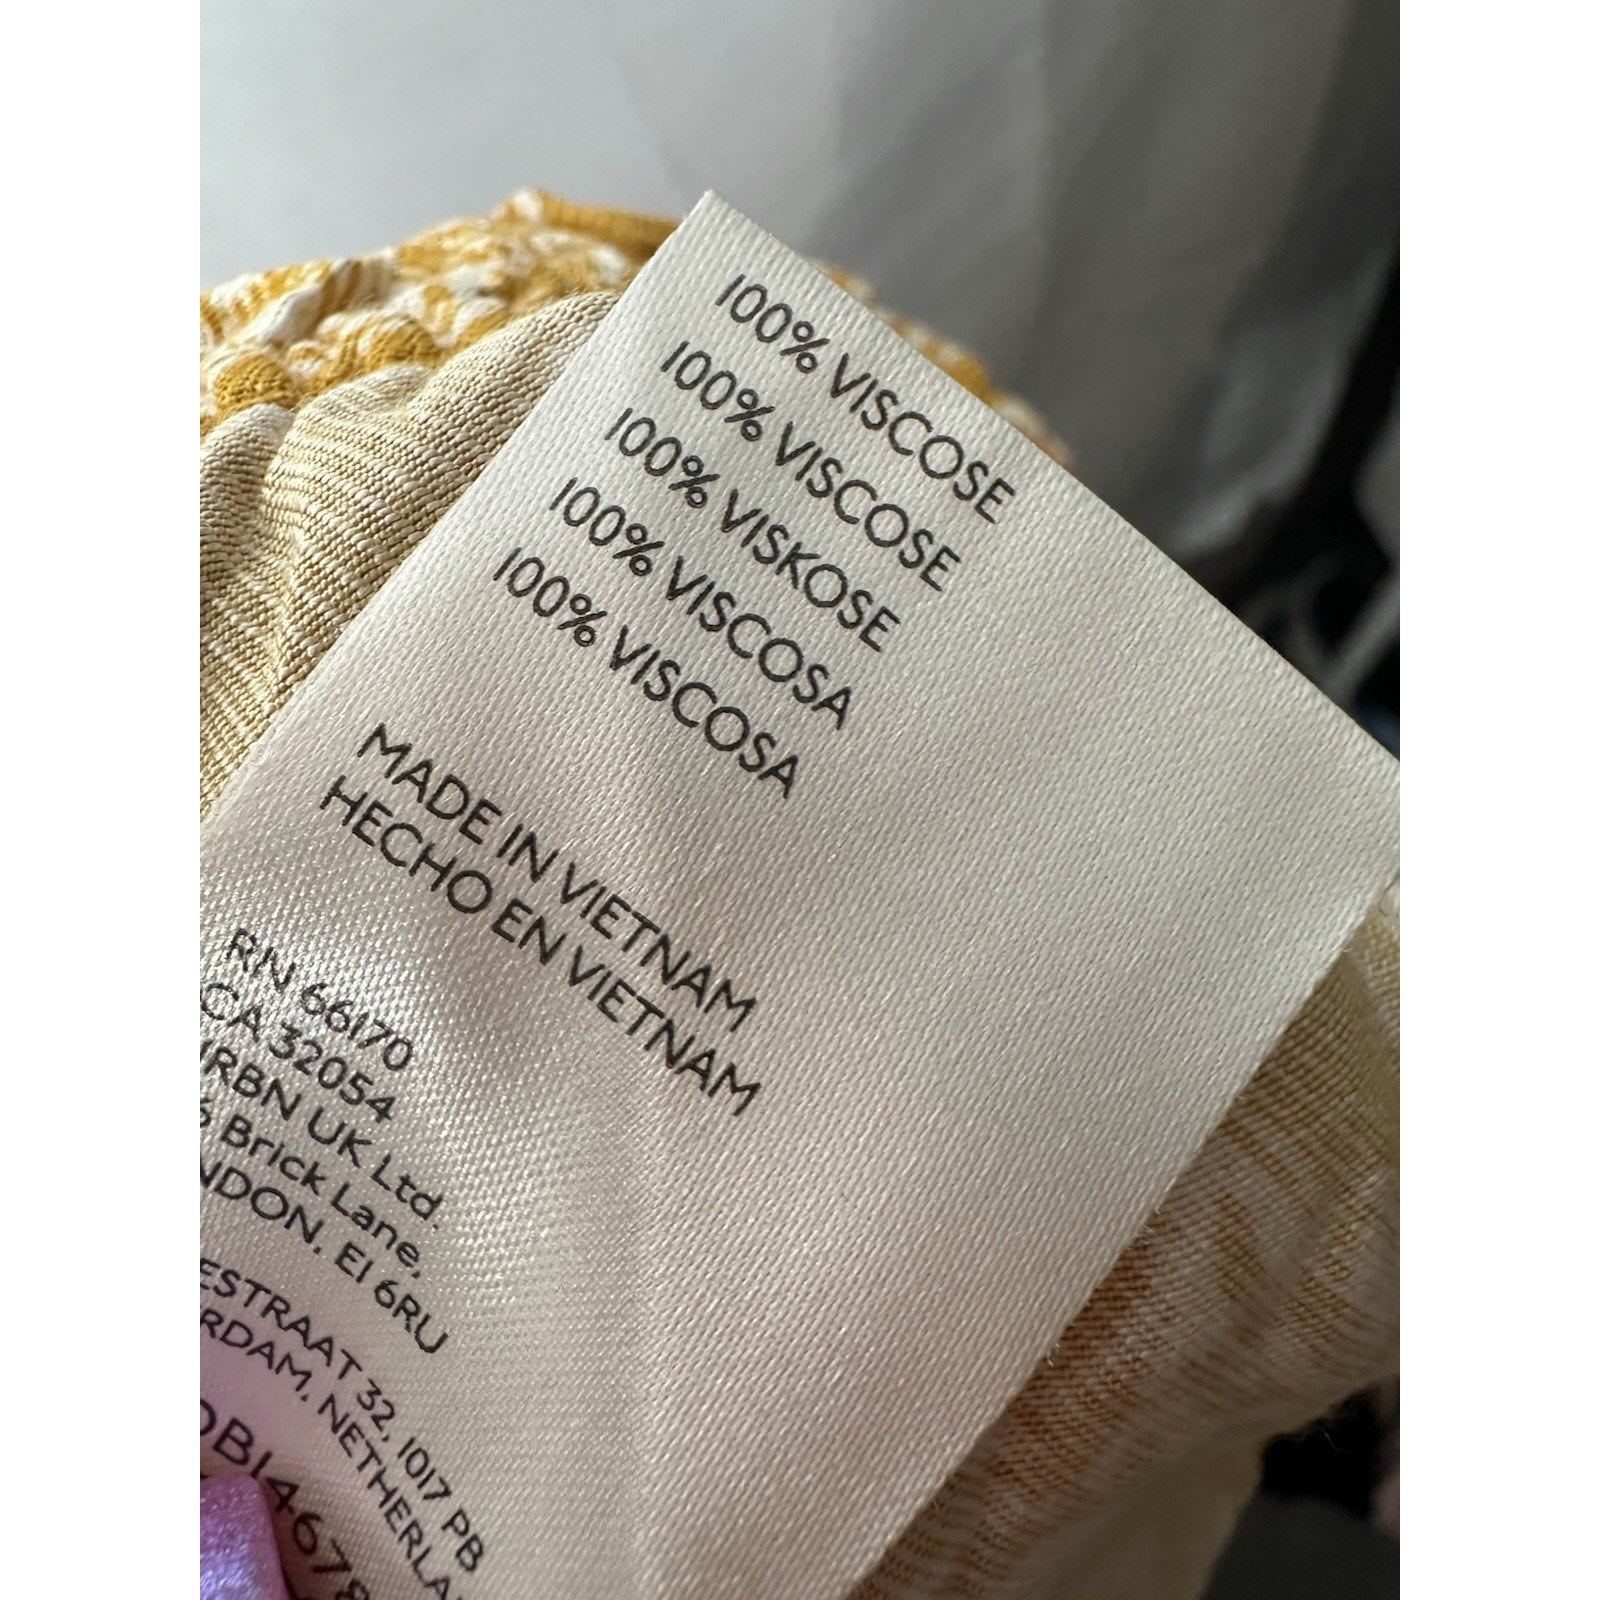 100% VISCOSE
100% VISCOSE
100% VISKOSE
100% VISCOSA
100% VISCOSA
MADE IN VIETNAM
HECHO EN VIETNAM
RN 66170
CA 32054
URBN UK Ltd.
Brick Lane,
LONDON, E1 6RU
32, 1017 PB